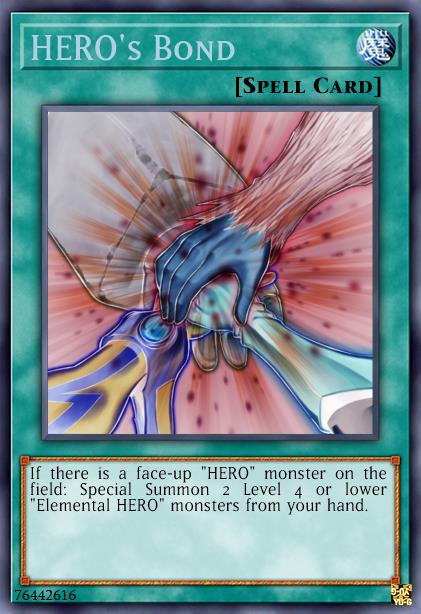 HERO's Bond
魔
[Spell Card]
If there is a face-up "HERO" monster on the
field: Special Summon 2 Level 4 or lower
"Elemental HERO" monsters from your hand.
76442616